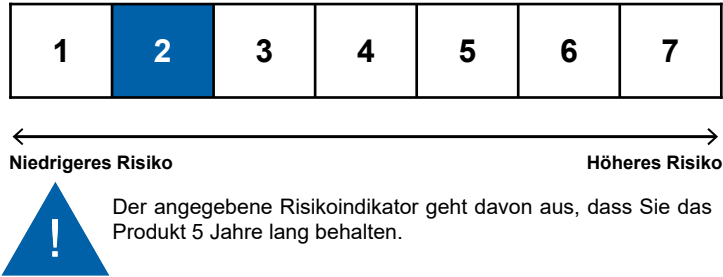 1 2 3 4 5 6 7
Niedrigeres Risiko Höheres Risiko
!
Der angegebene Risikoindikator geht davon aus, dass Sie das
Produkt 5 Jahre lang behalten.